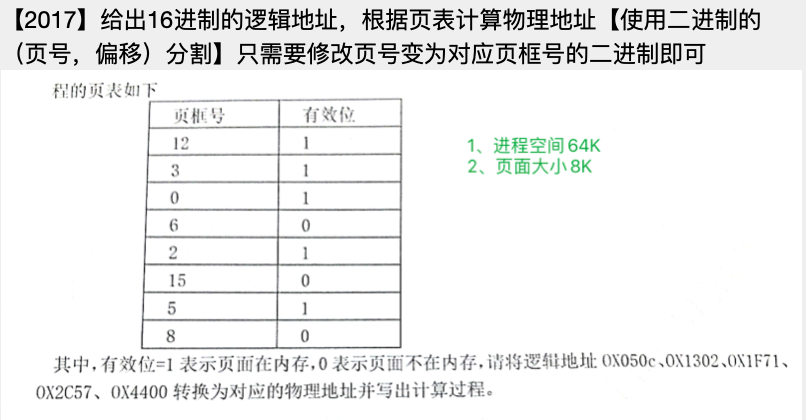 【2017】给出16进制的逻辑地址，根据页表计算物理地址【使用二进制的
（页号，偏移）分割】只需要修改页号变为对应页框号的二进制即可
程的页表如下
页框号 有效位
12 1
3 1
0 1
6 0
2 1
15 0
5 1
8 0
1、进程空间64K
2、页面大小8K
其中,有效位=1 表示页面在内存,0 表示页面不在内存,请将逻辑地址 0X050c、0X1302、0X1F71、
0X2C57、0X4400 转换为对应的物理地址并写出计算过程。